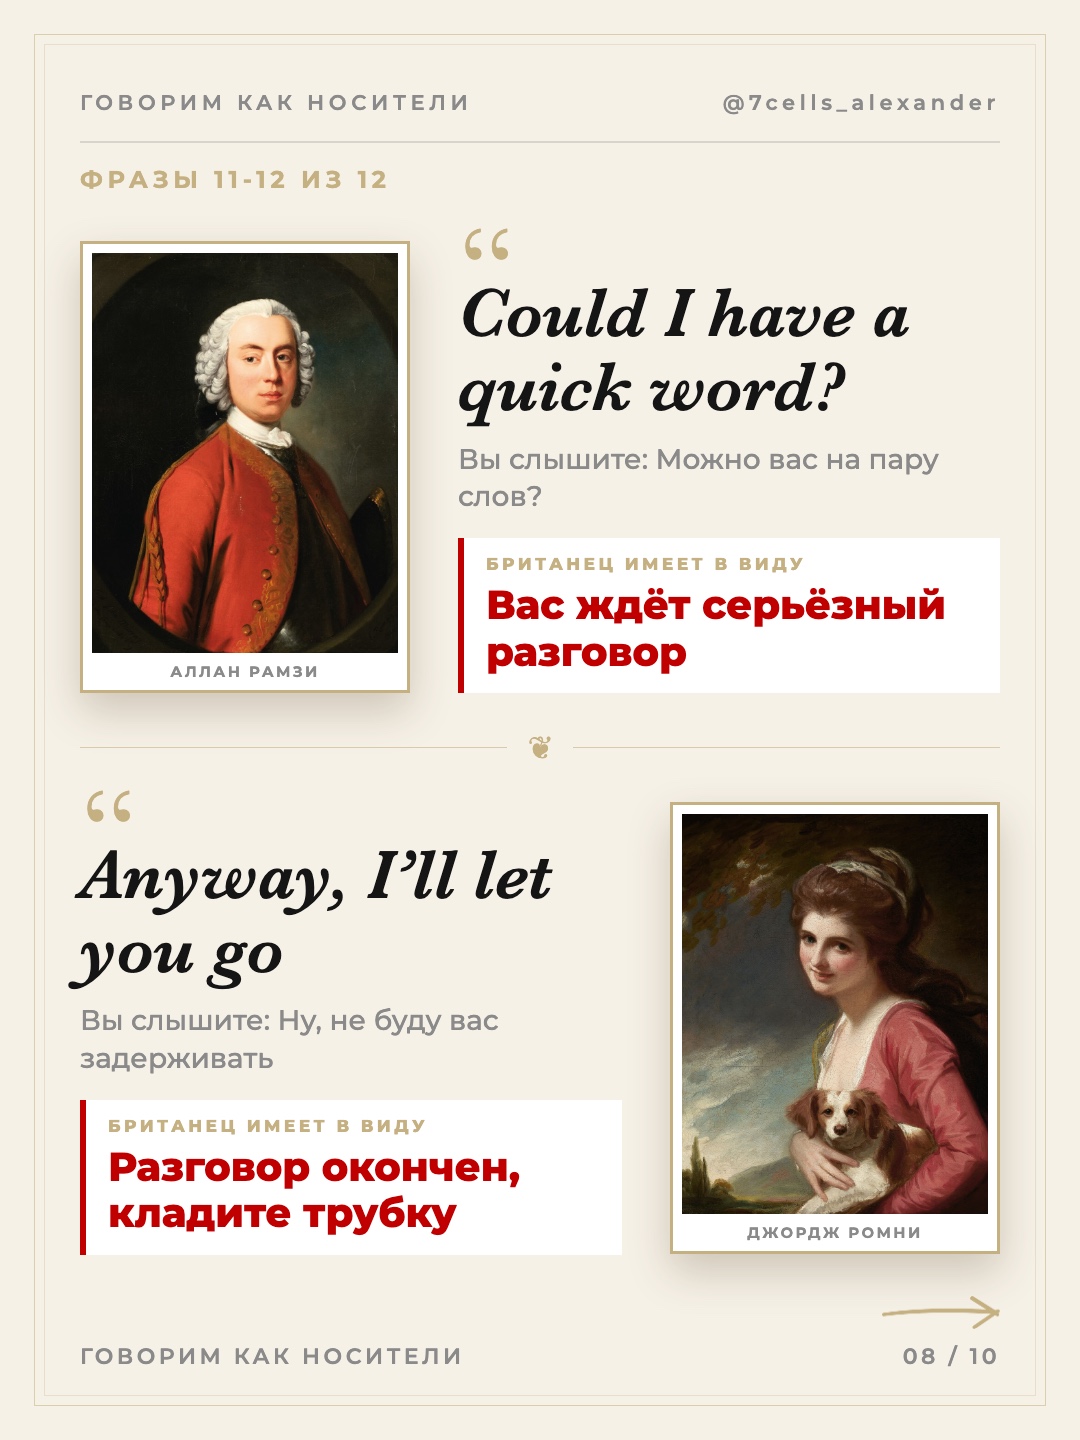 ГОВОРИМ КАК НОСИТЕЛИ
@7cells_alexander
ФРАЗЫ 11-12 ИЗ 12
“
Could I have a
quick word?
Вы слышите: Можно вас на пару
слов?
БРИТАНЕЦ ИМЕЕТ В ВИДУ
Вас ждёт серьёзный
разговор
АЛЛАН РАМЗИ
“
Anyway, I’ll let
you go
Вы слышите: Ну, не буду вас
задерживать
БРИТАНЕЦ ИМЕЕТ В ВИДУ
Разговор окончен,
кладите трубку
ДЖОРДЖ РОМНИ
ГОВОРИМ КАК НОСИТЕЛИ
08 / 10